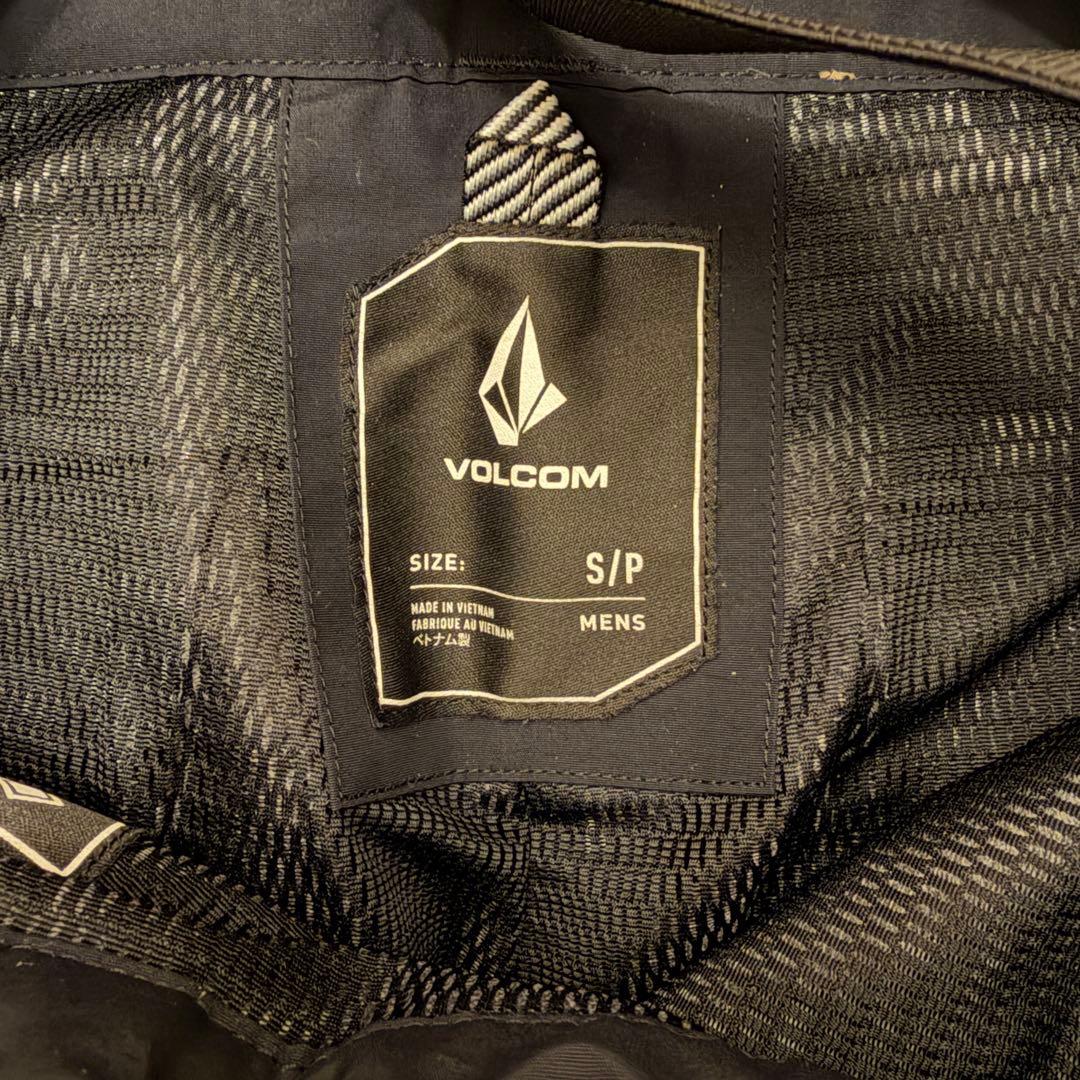 VOLCOM
SIZE: S/P
MADE IN VIETNAM
FABRIQUE AU VIETNAM
ベトナム製
MENS